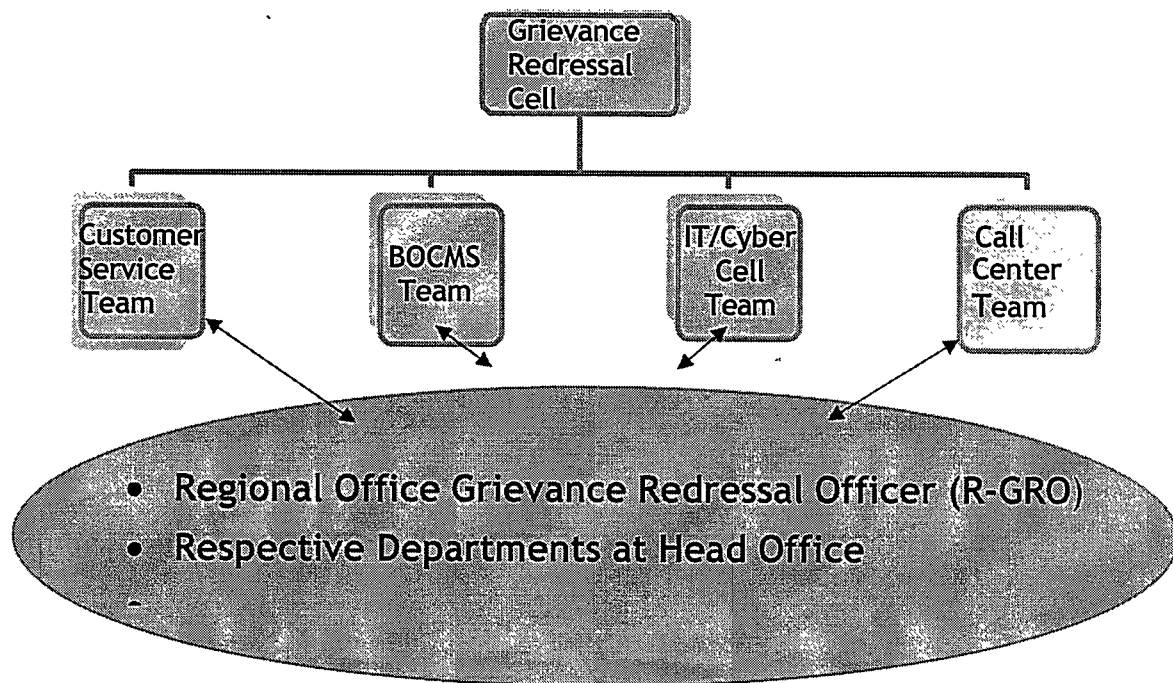 Grievance
Redressal
Cell
Customer
Service
Team
BOCMS
Team
IT/Cyber
Cell
Team
Call
Center
Team
• Regional Office Grievance Redressal Officer (R-GRO)
• Respective Departments at Head Office